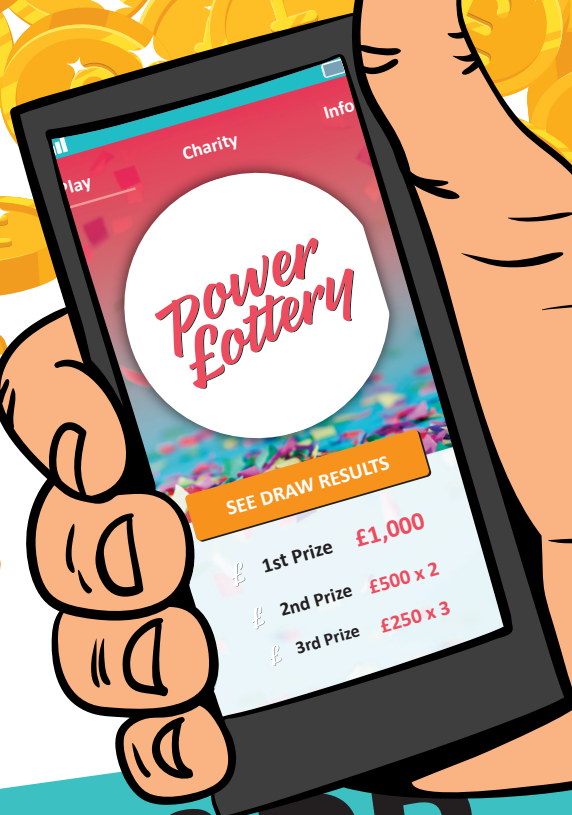 Play
Charity
Info
Power
£ottery
SEE DRAW RESULTS
£ 1st Prize £1,000
£ 2nd Prize £500 x 2
£ 3rd Prize £250 x 3